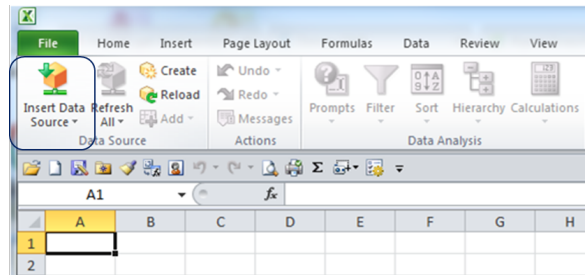 File Home Insert Page Layout Formulas Data Review View
Insert Data Source
Refresh All
Create
Reload
Add
Data Source
Undo
Redo
Messages
Actions
Prompts Filter Sort Hierarchy Calculations
Data Analysis
Σ
A1 fx
A B C D E F G H
1
2